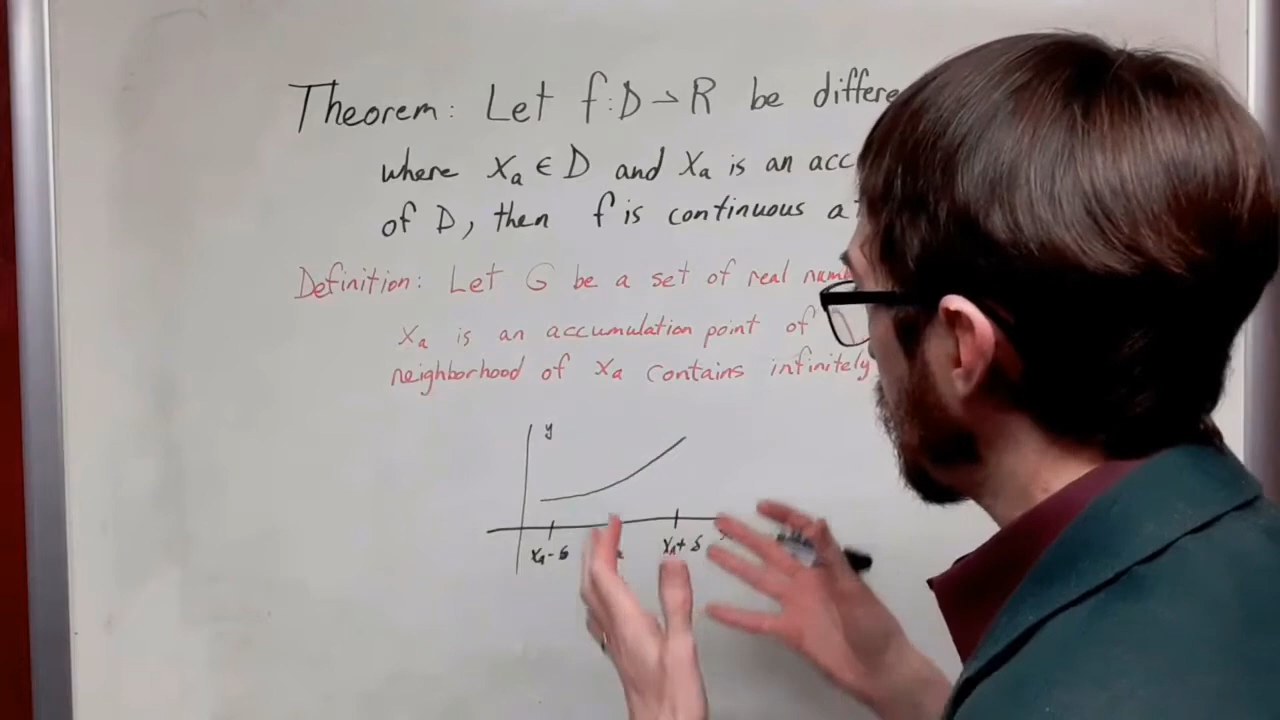 Theorem: Let f:D→R be differe
where xₐ ∈ D and xₐ is an acc
of D, then f is continuous at
Definition: Let G be a set of real num
xₐ is an accumulation point of
neighborhood of xₐ contains infinitely
y
xₐ-δ xₐ+δ